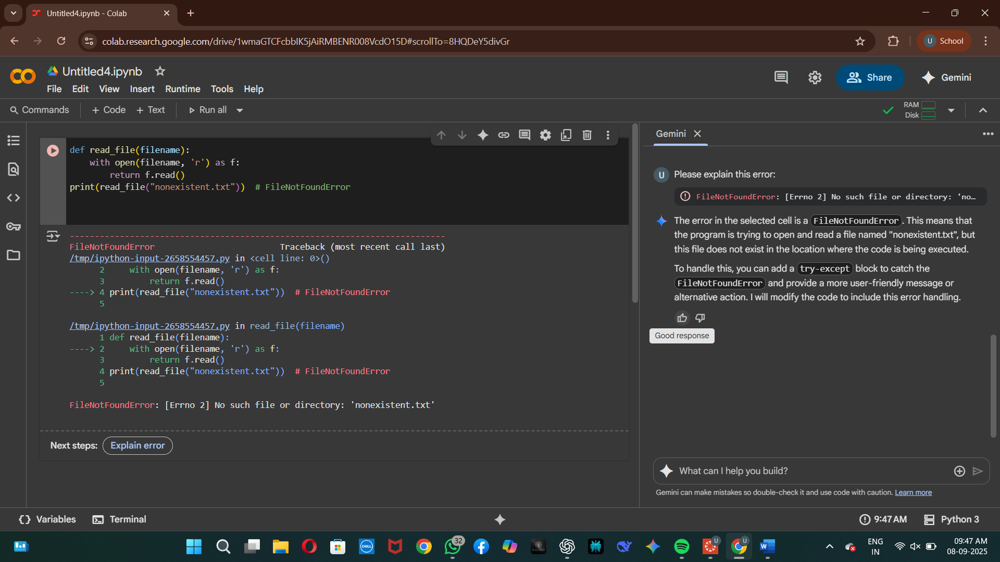 Untitled4.ipynb - Colab
colab.research.google.com/drive/1wmaGTCFcbbIK5jAiRMBENR008VcdO15D#scrollTo=8HQDeY5divGr
U School
Untitled4.ipynb
File Edit View Insert Runtime Tools Help
Share
Gemini
Commands + Code + Text Run all
RAM
Disk
def read_file(filename):
    with open(filename, 'r') as f:
        return f.read()
print(read_file("nonexistent.txt"))  # FileNotFoundError
---------------------------------------------------------------------------
FileNotFoundError                         Traceback (most recent call last)
/tmp/ipython-input-2658554457.py in <cell line: 0>()
      2     with open(filename, 'r') as f:
      3         return f.read()
----> 4 print(read_file("nonexistent.txt"))  # FileNotFoundError
      5
/tmp/ipython-input-2658554457.py in read_file(filename)
      1 def read_file(filename):
----> 2     with open(filename, 'r') as f:
      3         return f.read()
      4 print(read_file("nonexistent.txt"))  # FileNotFoundError
      5
FileNotFoundError: [Errno 2] No such file or directory: 'nonexistent.txt'
Next steps: Explain error
Gemini
U Please explain this error:
FileNotFoundError: [Errno 2] No such file or directory: 'no…
The error in the selected cell is a FileNotFoundError. This means that
the program is trying to open and read a file named "nonexistent.txt", but
this file does not exist in the location where the code is being executed.
To handle this, you can add a try-except block to catch the
FileNotFoundError and provide a more user-friendly message or
alternative action. I will modify the code to include this error handling.
Good response
What can I help you build?
Gemini can make mistakes so double-check it and use code with caution. Learn more
{} Variables Terminal
9:47 AM Python 3
DELL
32
U
U
W
ENG
IN
09:47 AM
08-09-2025